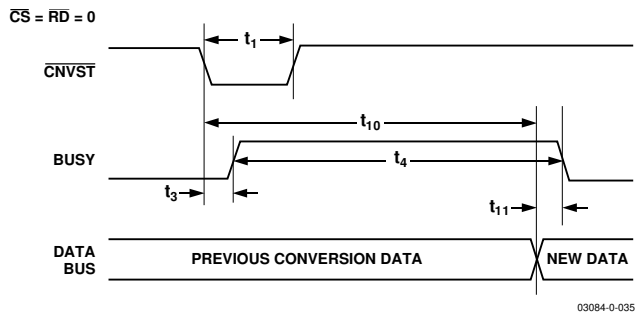 CS = RD = 0
t1
CNVST
t10
BUSY
t4
t3
t11
DATA
BUS
PREVIOUS CONVERSION DATA
NEW DATA
03084-0-035